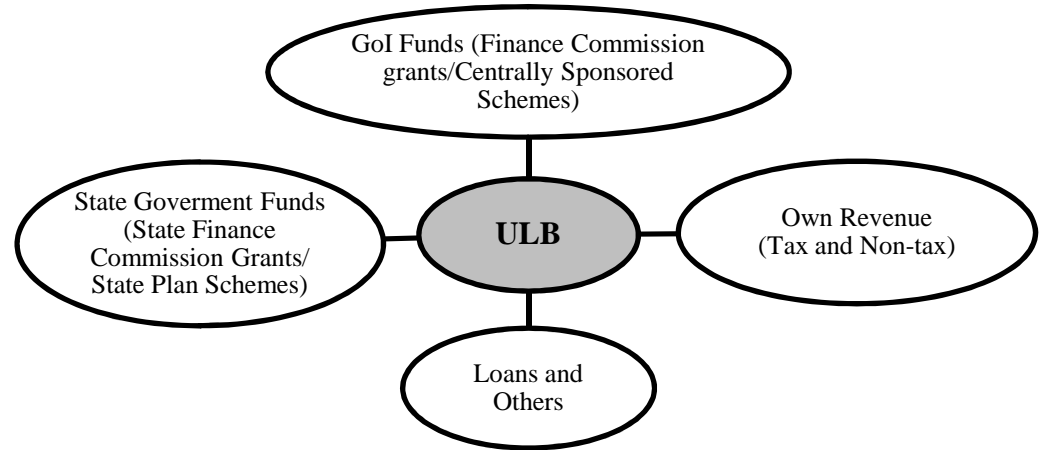 GoI Funds (Finance Commission
grants/Centrally Sponsored
Schemes)
State Goverment Funds
(State Finance
Commission Grants/
State Plan Schemes)
ULB
Own Revenue
(Tax and Non-tax)
Loans and
Others